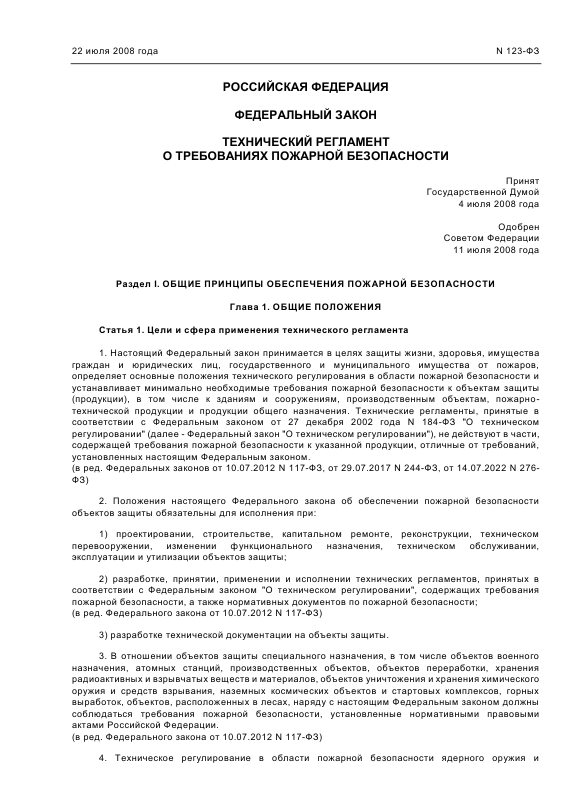 22 июля 2008 года N 123-ФЗ
РОССИЙСКАЯ ФЕДЕРАЦИЯ
ФЕДЕРАЛЬНЫЙ ЗАКОН
ТЕХНИЧЕСКИЙ РЕГЛАМЕНТ
О ТРЕБОВАНИЯХ ПОЖАРНОЙ БЕЗОПАСНОСТИ
Принят
Государственной Думой
4 июля 2008 года
Одобрен
Советом Федерации
11 июля 2008 года
Раздел I. ОБЩИЕ ПРИНЦИПЫ ОБЕСПЕЧЕНИЯ ПОЖАРНОЙ БЕЗОПАСНОСТИ
Глава 1. ОБЩИЕ ПОЛОЖЕНИЯ
Статья 1. Цели и сфера применения технического регламента
1. Настоящий Федеральный закон принимается в целях защиты жизни, здоровья, имущества
граждан и юридических лиц, государственного и муниципального имущества от пожаров,
определяет основные положения технического регулирования в области пожарной безопасности и
устанавливает минимально необходимые требования пожарной безопасности к объектам защиты
(продукции), в том числе к зданиям и сооружениям, производственным объектам, пожарно-
технической продукции и продукции общего назначения. Технические регламенты, принятые в
соответствии с Федеральным законом от 27 декабря 2002 года N 184-ФЗ "О техническом
регулировании" (далее - Федеральный закон "О техническом регулировании"), не действуют в части,
содержащей требования пожарной безопасности к указанной продукции, отличные от требований,
установленных настоящим Федеральным законом.
(в ред. Федеральных законов от 10.07.2012 N 117-ФЗ, от 29.07.2017 N 244-ФЗ, от 14.07.2022 N 276-
ФЗ)
2. Положения настоящего Федерального закона об обеспечении пожарной безопасности
объектов защиты обязательны для исполнения при:
1) проектировании, строительстве, капитальном ремонте, реконструкции, техническом
перевооружении, изменении функционального назначения, техническом обслуживании,
эксплуатации и утилизации объектов защиты;
2) разработке, принятии, применении и исполнении технических регламентов, принятых в
соответствии с Федеральным законом "О техническом регулировании", содержащих требования
пожарной безопасности, а также нормативных документов по пожарной безопасности;
(в ред. Федерального закона от 10.07.2012 N 117-ФЗ)
3) разработке технической документации на объекты защиты.
3. В отношении объектов защиты специального назначения, в том числе объектов военного
назначения, атомных станций, производственных объектов, объектов переработки, хранения
радиоактивных и взрывчатых веществ и материалов, объектов уничтожения и хранения химического
оружия и средств взрывания, наземных космических объектов и стартовых комплексов, горных
выработок, объектов, расположенных в лесах, наряду с настоящим Федеральным законом должны
соблюдаться требования пожарной безопасности, установленные нормативными правовыми
актами Российской Федерации.
(в ред. Федерального закона от 10.07.2012 N 117-ФЗ)
4. Техническое регулирование в области пожарной безопасности ядерного оружия и